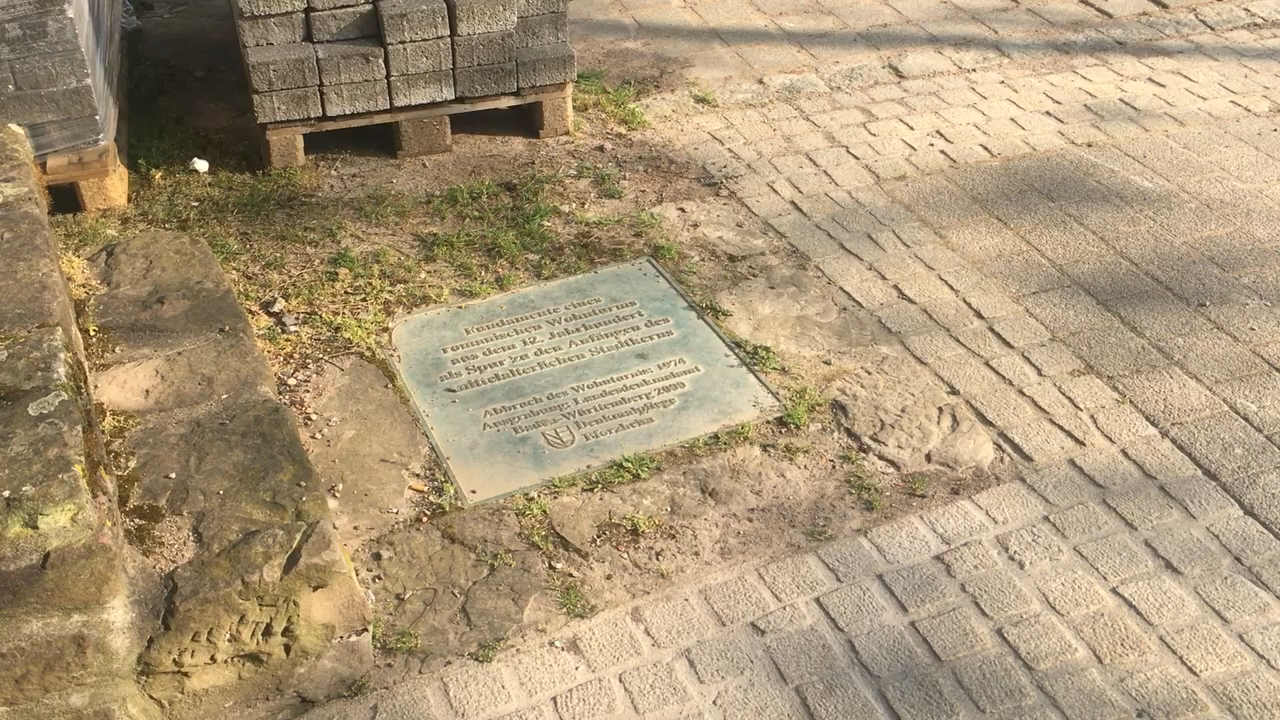 Fundamente eines
romanischen Wohnturms
aus dem 12. Jahrhundert
als Spur zu den Anfängen des
mittelalterlichen Stadtkerns
Abbruch des Wohnturms: 1974
Ausgrabung: Landesdenkmalamt
Baden-Württemberg 2000
Denkmalpflege
Pforzheim